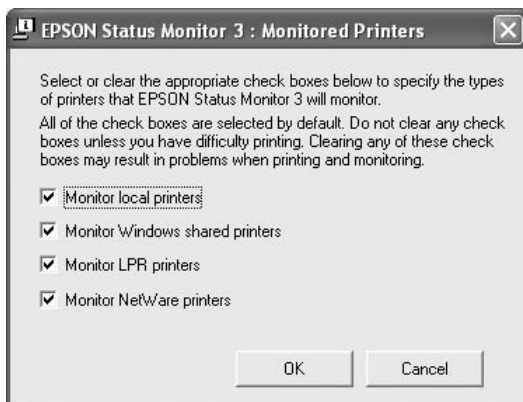 EPSON Status Monitor 3 : Monitored Printers
Select or clear the appropriate check boxes below to specify the types
of printers that EPSON Status Monitor 3 will monitor.
All of the check boxes are selected by default. Do not clear any check
boxes unless you have difficulty printing. Clearing any of these check
boxes may result in problems when printing and monitoring.
Monitor local printers
Monitor Windows shared printers
Monitor LPR printers
Monitor NetWare printers
OK
Cancel